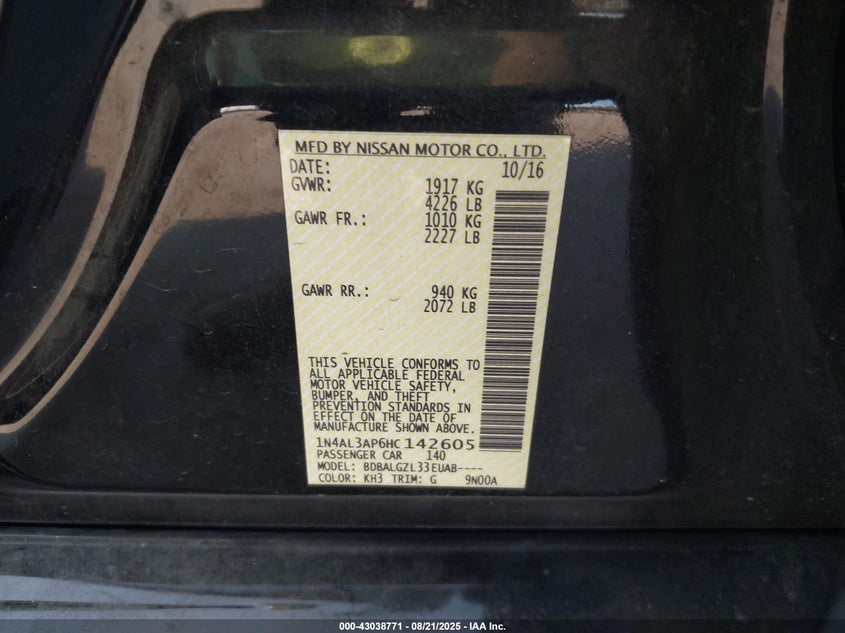 MFD BY NISSAN MOTOR CO., LTD.
DATE: 10/16
GVWR: 1917 KG
4226 LB
GAWR FR.: 1010 KG
2227 LB
GAWR RR.: 940 KG
2072 LB
THIS VEHICLE CONFORMS TO
ALL APPLICABLE FEDERAL
MOTOR VEHICLE SAFETY,
BUMPER, AND THEFT
PREVENTION STANDARDS IN
EFFECT ON THE DATE OF
MANUFACTURE SHOWN ABOVE.
1N4AL3AP6HC142605
PASSENGER CAR 140
MODEL: BDBALGZL33EUAB----
COLOR: KH3 TRIM: G 9N00A
000-43038771 - 08/21/2025 - IAA Inc.